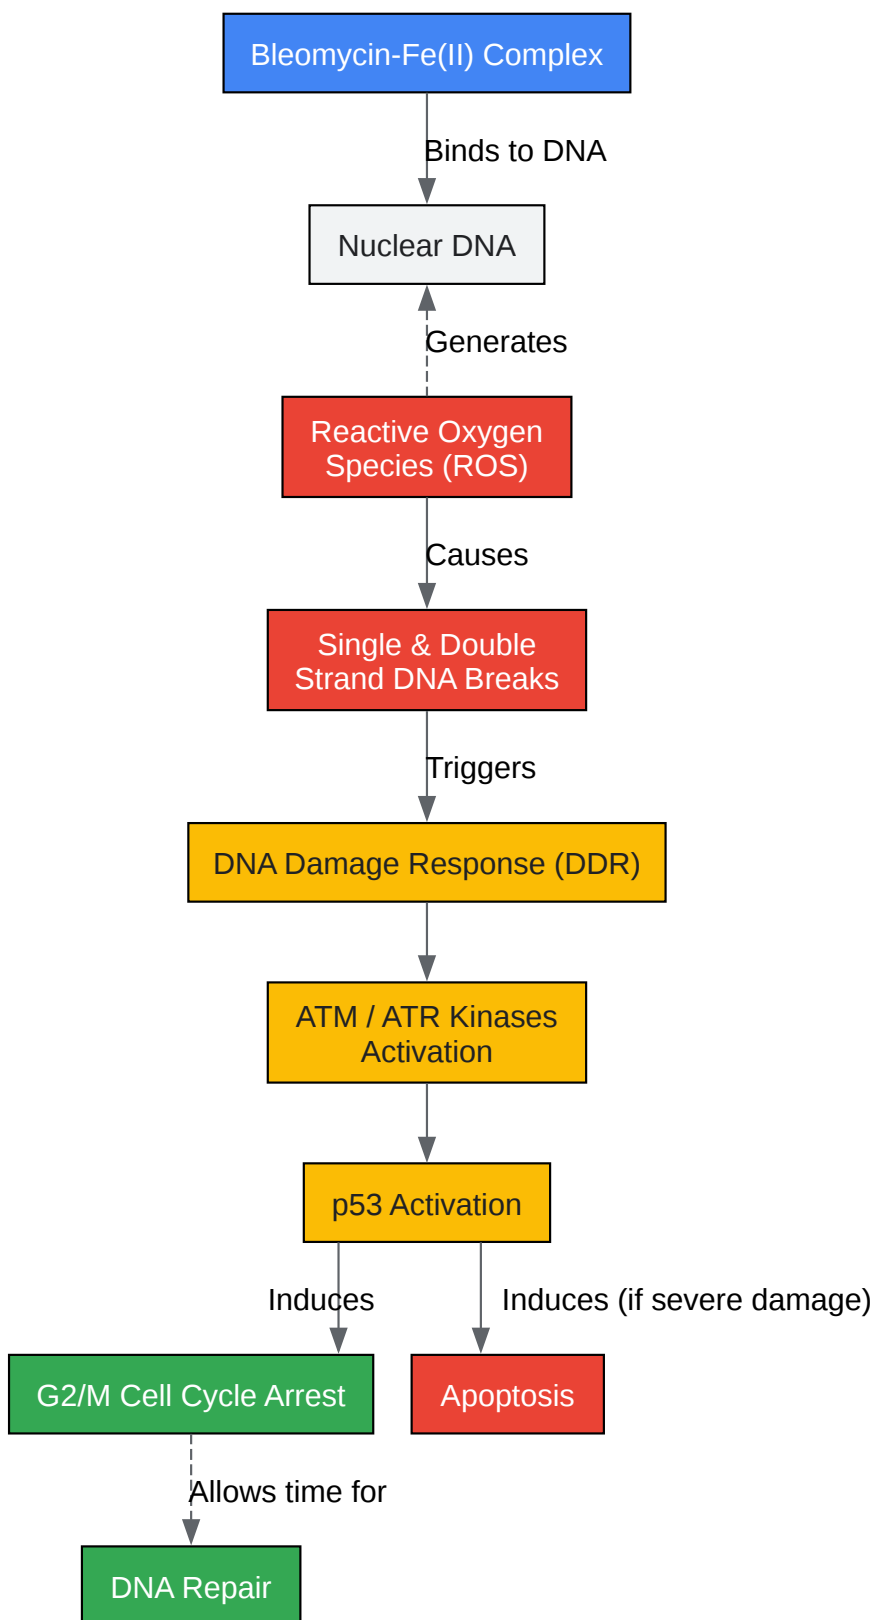 Bleomycin-Fe(II) Complex
Binds to DNA
Nuclear DNA
Generates
Reactive Oxygen
Species (ROS)
Causes
Single & Double
Strand DNA Breaks
Triggers
DNA Damage Response (DDR)
ATM / ATR Kinases
Activation
p53 Activation
Induces
Induces (if severe damage)
G2/M Cell Cycle Arrest
Apoptosis
Allows time for
DNA Repair